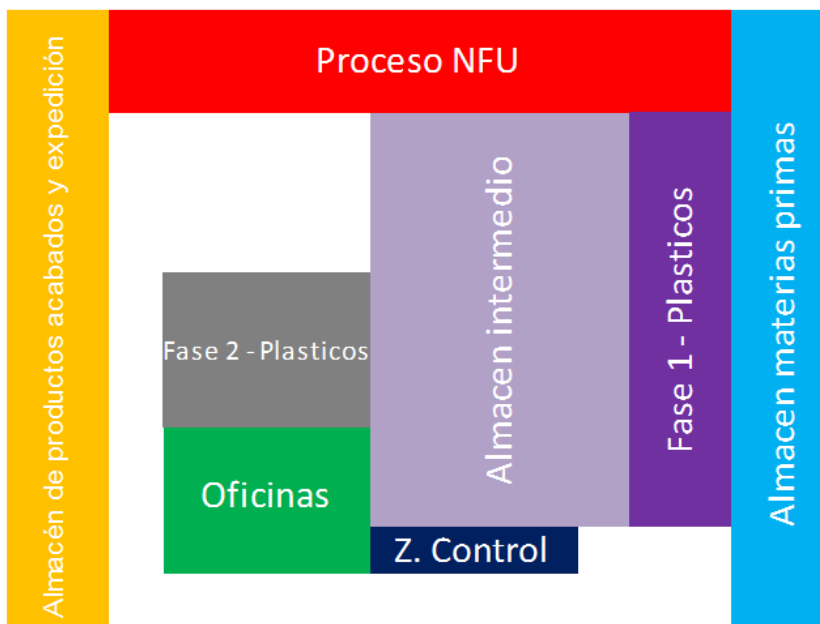 Almacén de productos acabados y expedición
Proceso NFU
Almacen intermedio
Fase 1 - Plasticos
Almacen materias primas
Fase 2 - Plasticos
Oficinas
Z. Control